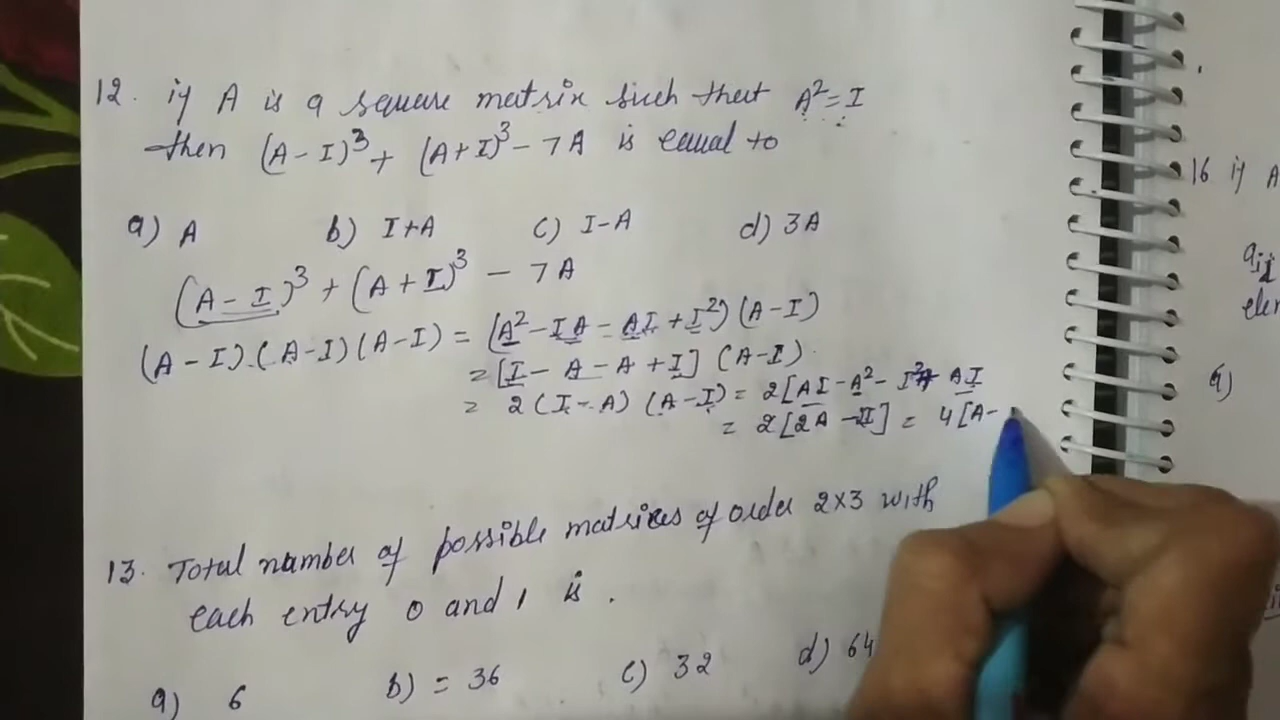 12. if A is a square matrix such that A² = I
then (A - I)³ + (A + I)³ - 7A is equal to
a) A b) I+A c) I-A d) 3A
(A - I)³ + (A + I)³ - 7A
(A - I).(A - I)(A - I) = (A² - IA - AI + I²)(A - I)
= [I - A - A + I] (A - I)
= 2(I - A) (A - I) = 2[AI - A² - I² + AI
= 2[2A - 2I] = 4[A -
13. Total number of possible matrices of order 2×3 with
each entry 0 and 1 is.
a) 6 b) = 36 c) 32 d) 64
16 if A
a
elem
a)